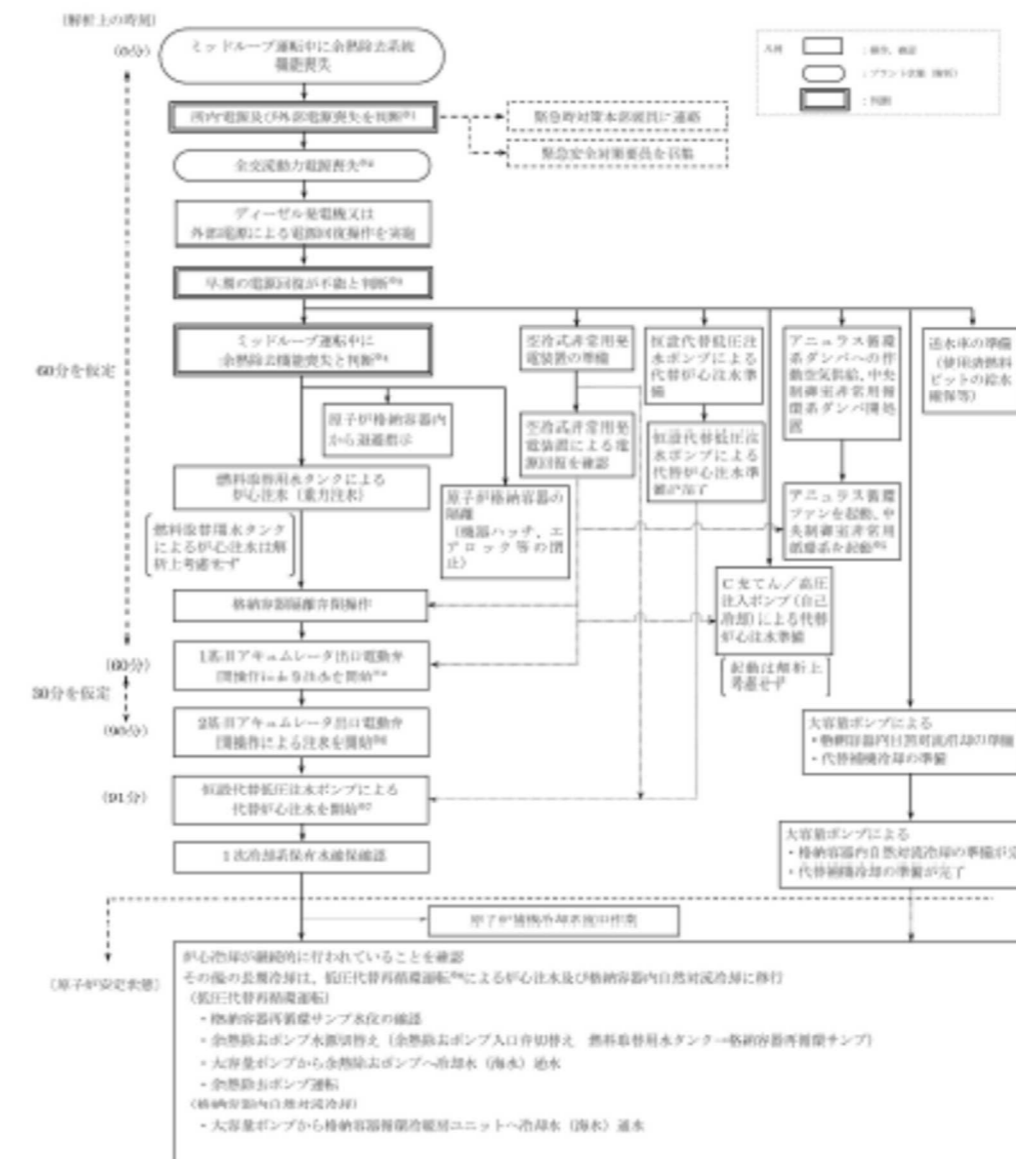 (解析上の時刻)
(0分)
ミッドループ運転中に余熱除去系統
機能喪失
凡例
：操作、確認
：プラント状態（解析）
：判断
所内電源及び外部電源喪失を判断
緊急時対策本部要員に連絡
緊急安全対策要員を召集
全交流動力電源喪失
ディーゼル発電機又は
外部電源による電源回復操作を実施
早期の電源回復が不能と判断
60分を仮定
ミッドループ運転中に
余熱除去機能喪失と判断
原子炉格納容器内
から退避指示
燃料取替用水タンクによる
炉心注水（重力注水）
燃料取替用水タンク
による炉心注水は解
析上考慮せず
原子炉格納容器の
隔離
（機器ハッチ、エ
アロック等の閉
止）
空冷式非常用発
電装置の準備
空冷式非常用発
電装置による電
源回復を確認
恒設代替低圧注
水ポンプによる
代替炉心注水準
備
恒設代替低圧注
水ポンプによる
代替炉心注水準
備が完了
アニュラス循環
系ダンパへの作
動空気供給、中央
制御室非常用循
環系ダンパ開処
置
アニュラス循環
ファンを起動、中
央制御室非常用
循環系を起動
送水車の準備
（使用済燃料
ピットの給水
確保等）
C充てん／高圧
注入ポンプ（自己
冷却）による代替
炉心注水準備
起動は解析上
考慮せず
格納容器隔離弁閉操作
(60分)
1基目アキュムレータ出口電動弁
開操作による注水を開始
30分を仮定
(90分)
2基目アキュムレータ出口電動弁
開操作による注水を開始
(91分)
恒設代替低圧注水ポンプによる
代替炉心注水を開始
1次冷却系保有水確保確認
大容量ポンプによる
・格納容器内自然対流冷却の準備
・代替補機冷却の準備
大容量ポンプによる
・格納容器内自然対流冷却の準備が完
・代替補機冷却の準備が完了
原子炉補機冷却系復旧作業
(原子炉安定状態)
炉心冷却が継続的に行われていることを確認
その後の長期冷却は、低圧代替再循環運転による炉心注水及び格納容器内自然対流冷却に移行
（低圧代替再循環運転）
・格納容器再循環サンプ水位の確認
・余熱除去ポンプ水源切替え（余熱除去ポンプ入口弁切替え 燃料取替用水タンク→格納容器再循環サンプ）
・大容量ポンプから余熱除去ポンプへ冷却水（海水）通水
・余熱除去ポンプ運転
（格納容器内自然対流冷却）
・大容量ポンプから格納容器循環冷暖房ユニットへ冷却水（海水）通水